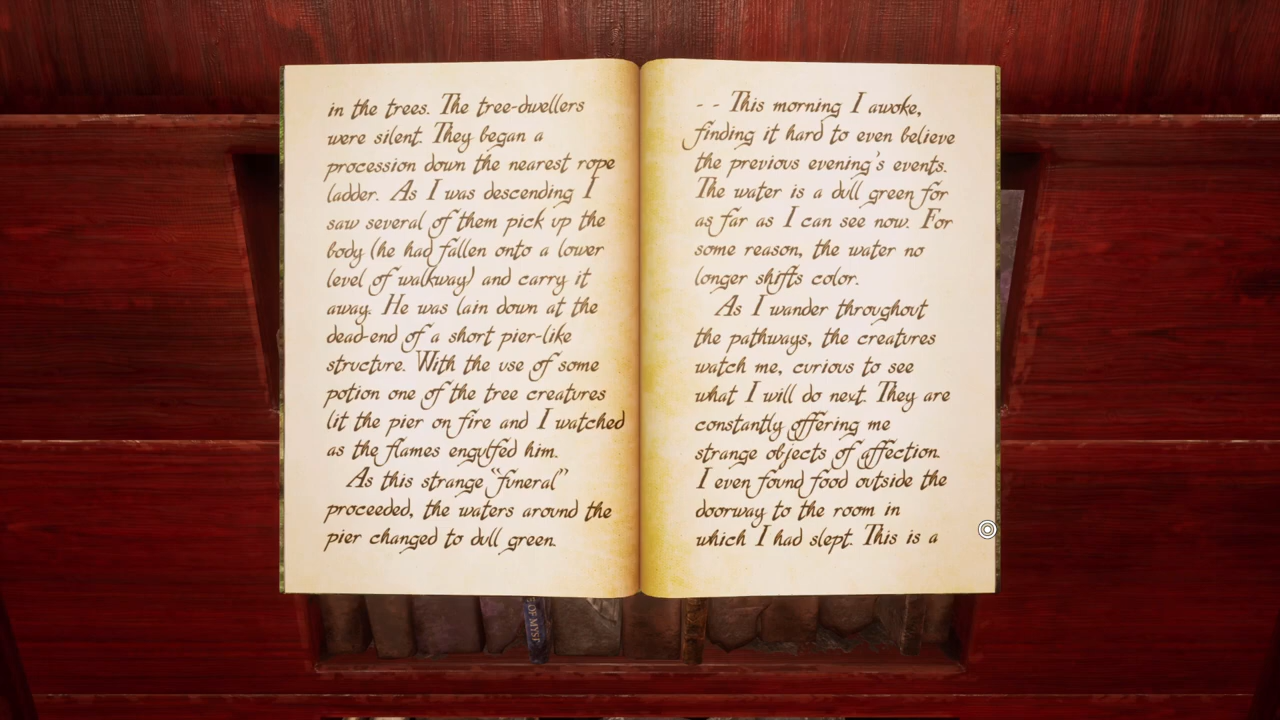 in the trees. The tree-dwellers
were silent. They began a
procession down the nearest rope
ladder. As I was descending I
saw several of them pick up the
body (he had fallen onto a lower
level of walkway) and carry it
away. He was lain down at the
dead-end of a short pier-like
structure. With the use of some
potion one of the tree creatures
lit the pier on fire and I watched
as the flames engulfed him.
As this strange “funeral”
proceeded, the waters around the
pier changed to dull green.
- - This morning I awoke,
finding it hard to even believe
the previous evening's events.
The water is a dull green for
as far as I can see now. For
some reason, the water no
longer shifts color.
As I wander throughout
the pathways, the creatures
watch me, curious to see
what I will do next. They are
constantly offering me
strange objects of affection.
I even found food outside the
doorway to the room in
which I had slept. This is a
OF MYST